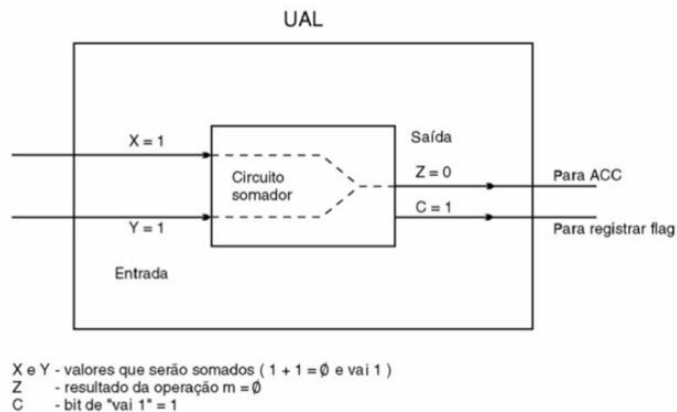 UAL
X = 1
Saída
Circuito
somador
Z = 0
Para ACC
C = 1
Y = 1
Para registrar flag
Entrada
X e Y - valores que serão somados ( 1 + 1 = Ø e vai 1 )
Z - resultado da operação m = Ø
C - bit de "vai 1" = 1